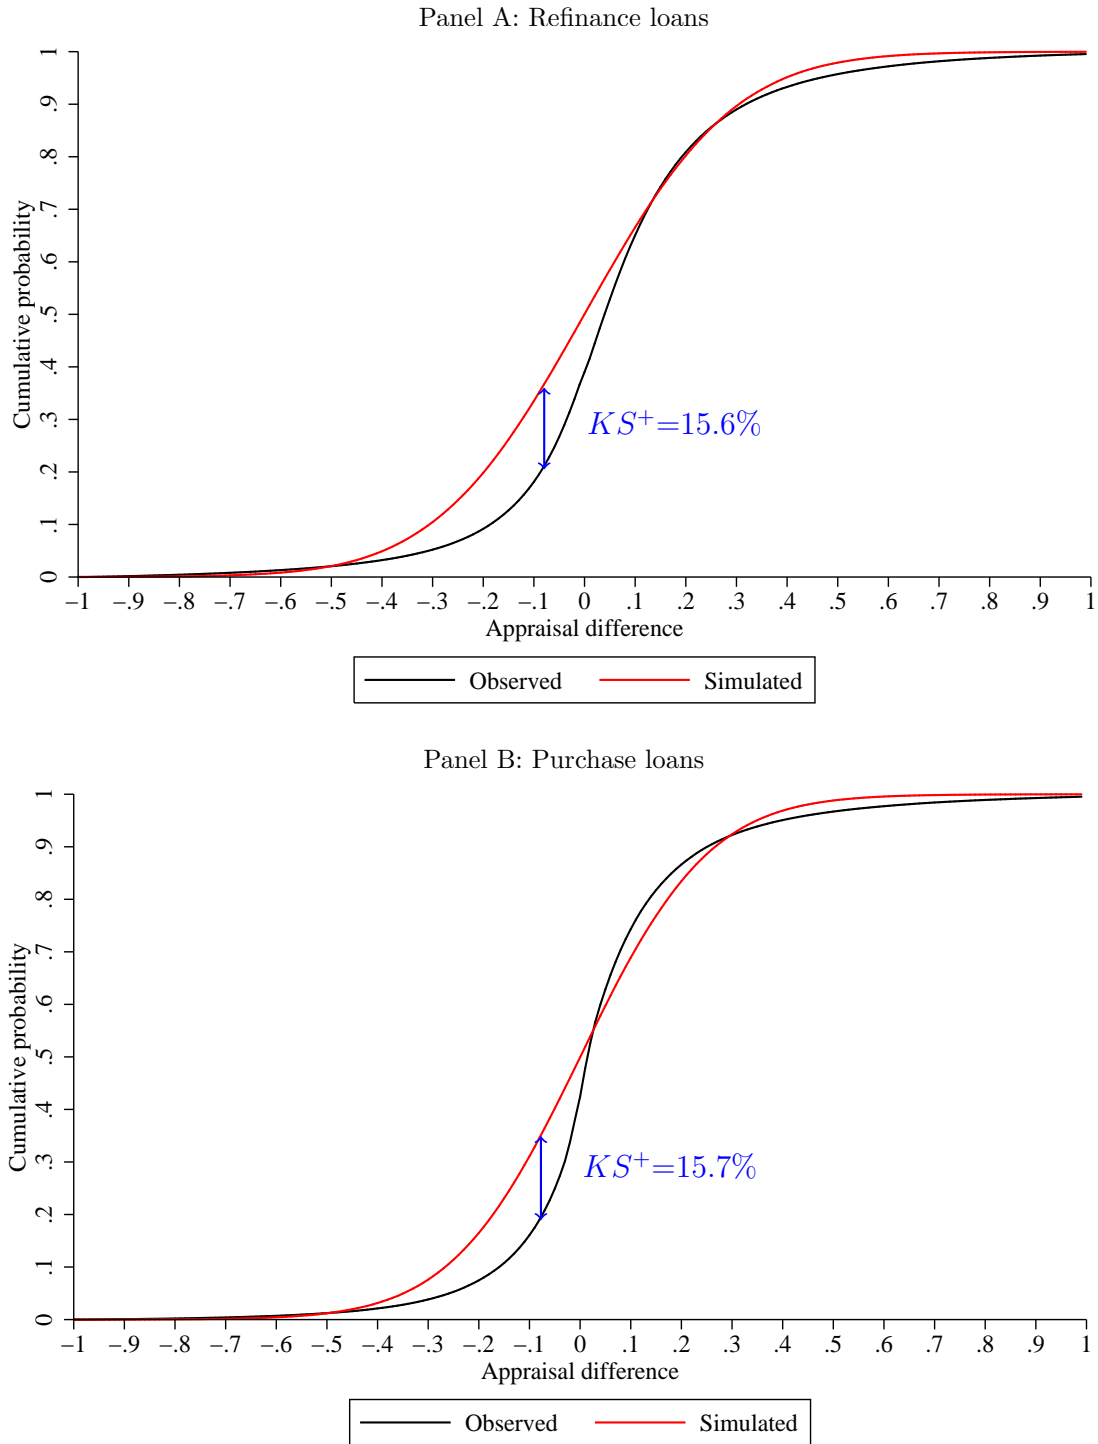 Panel A: Refinance loans
Cumulative probability
1
.9
.8
.7
.6
.5
.4
.3
.2
.1
0
KS+=15.6%
−1 −.9 −.8 −.7 −.6 −.5 −.4 −.3 −.2 −.1 0 .1 .2 .3 .4 .5 .6 .7 .8 .9 1
Appraisal difference
Observed Simulated
Panel B: Purchase loans
Cumulative probability
1
.9
.8
.7
.6
.5
.4
.3
.2
.1
0
KS+=15.7%
−1 −.9 −.8 −.7 −.6 −.5 −.4 −.3 −.2 −.1 0 .1 .2 .3 .4 .5 .6 .7 .8 .9 1
Appraisal difference
Observed Simulated